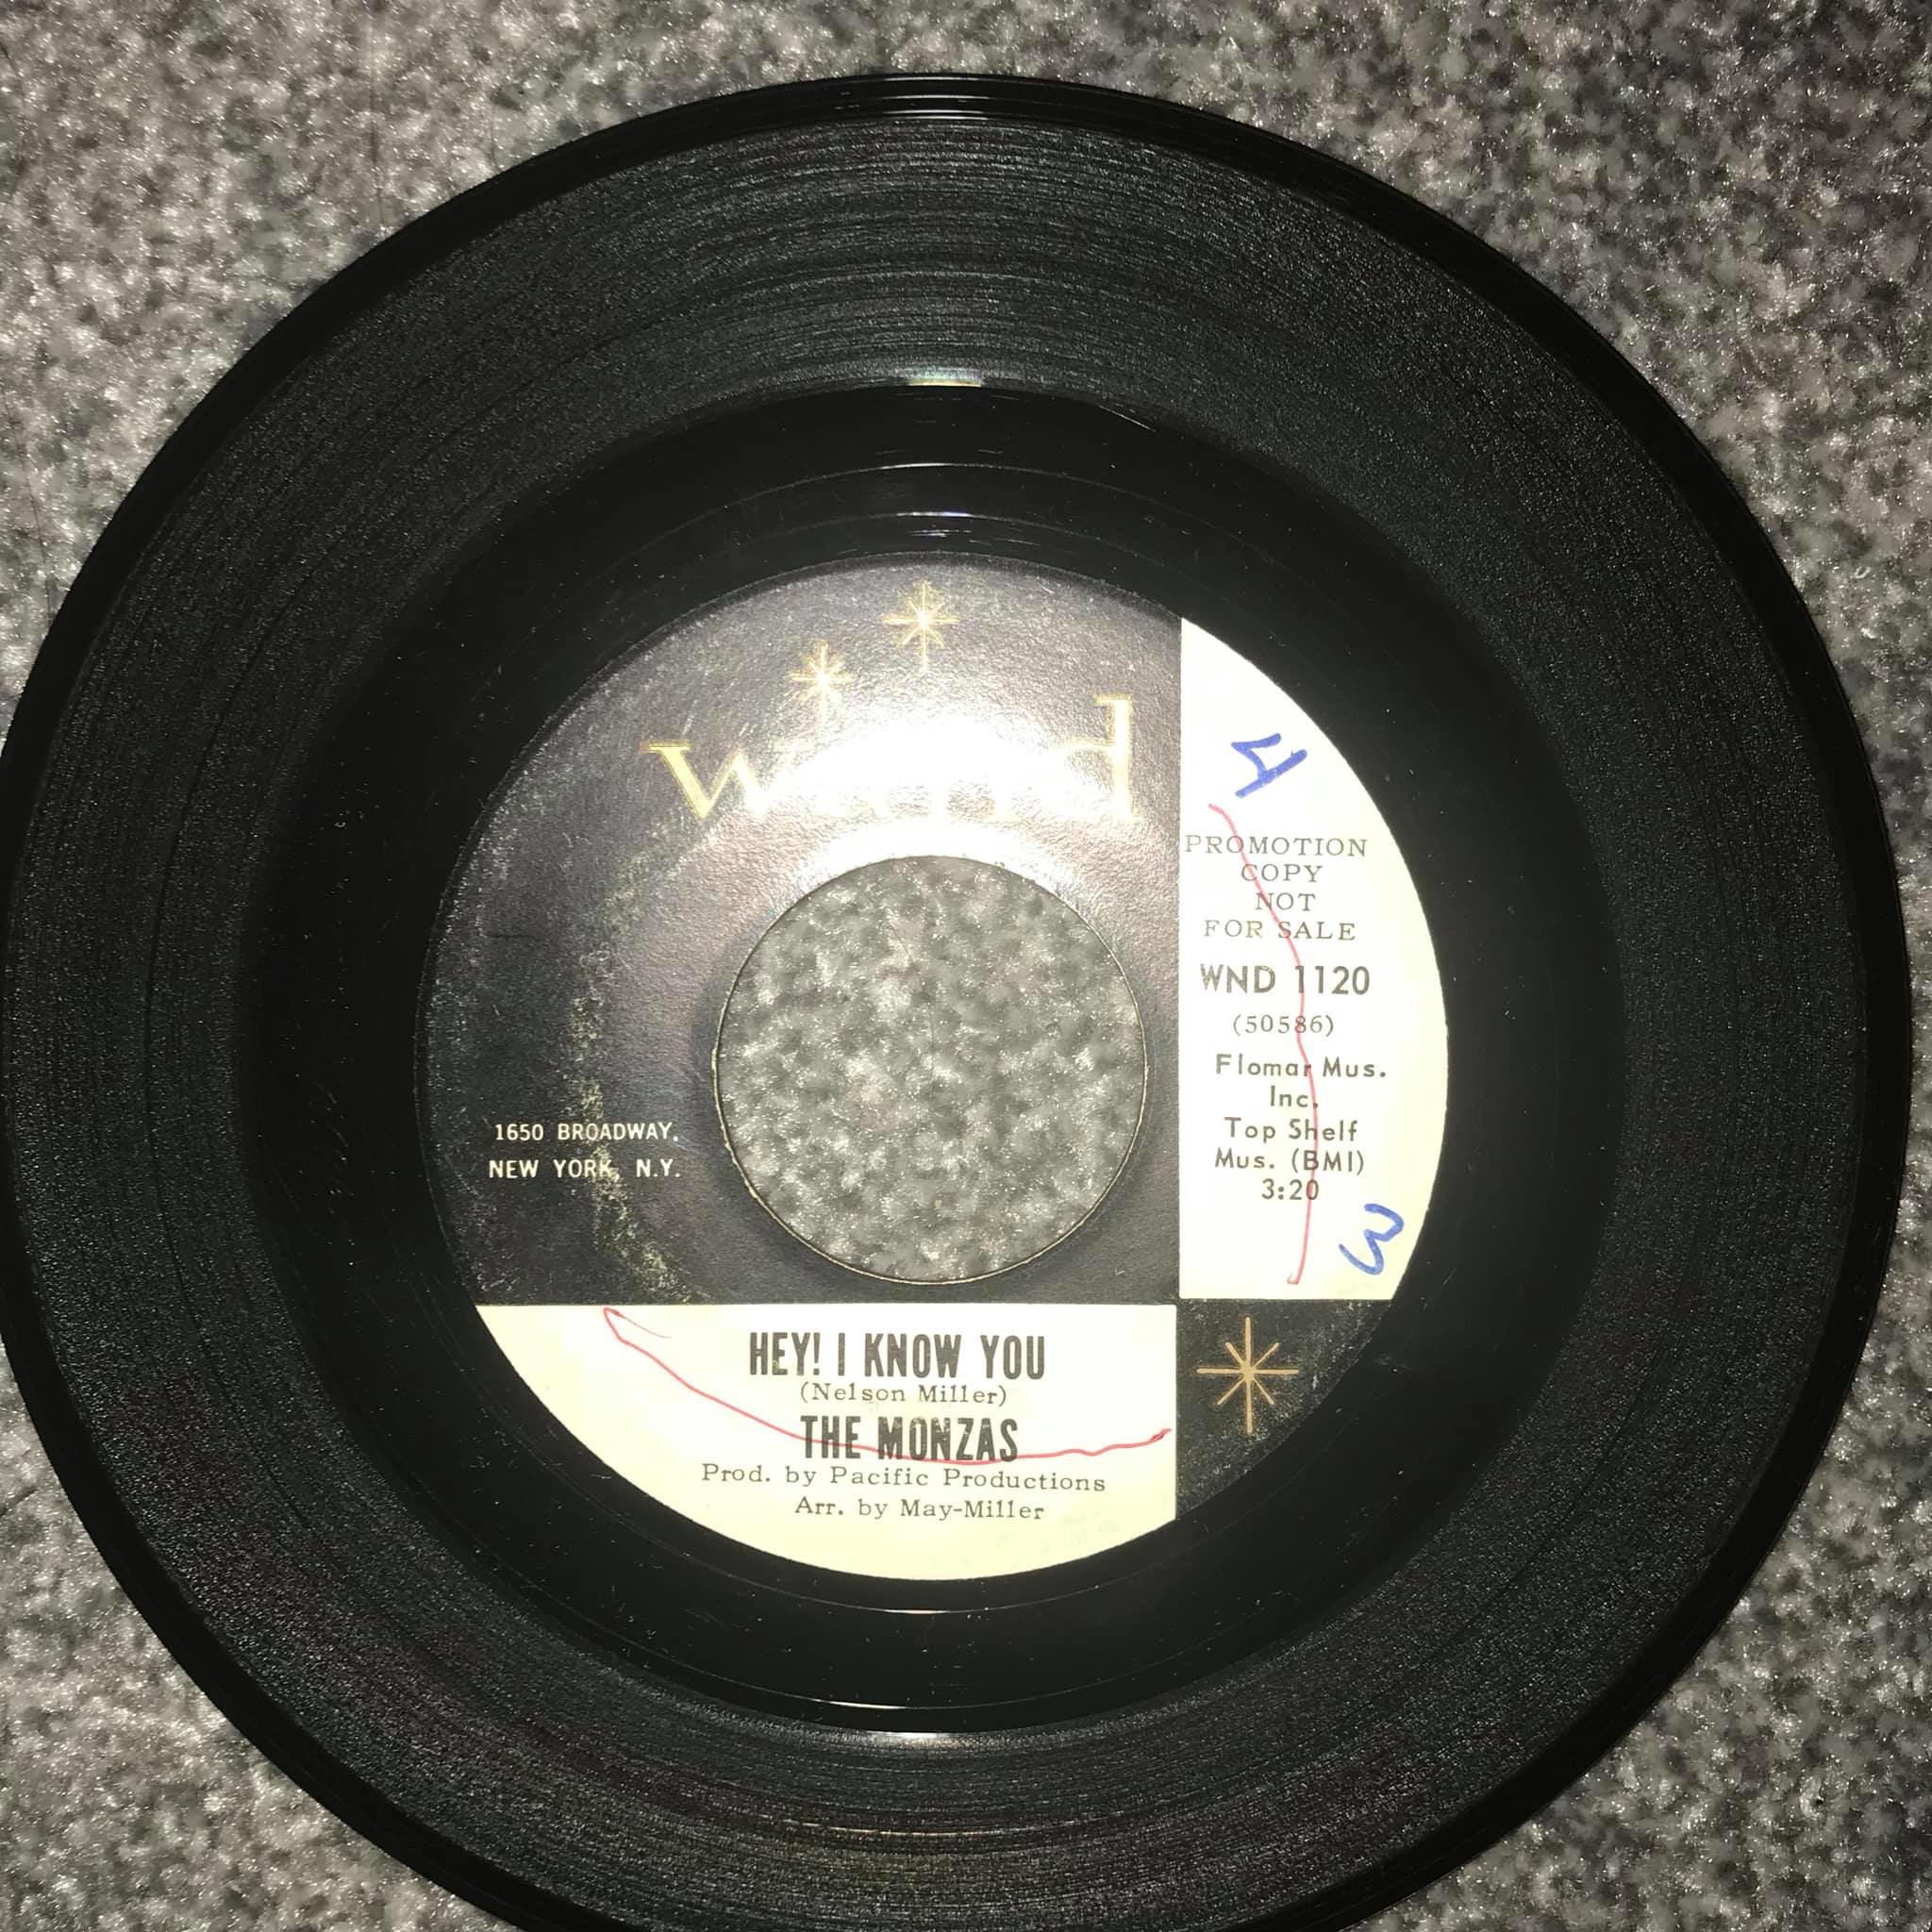 wand
4
PROMOTION
COPY
NOT
FOR SALE
WND 1120
(50586)
Flomar Mus.
Inc.
Top Shelf
Mus. (BMI)
3:20
3
1650 BROADWAY,
NEW YORK, N.Y.
HEY! I KNOW YOU
(Nelson Miller)
THE MONZAS
Prod. by Pacific Productions
Arr. by May-Miller